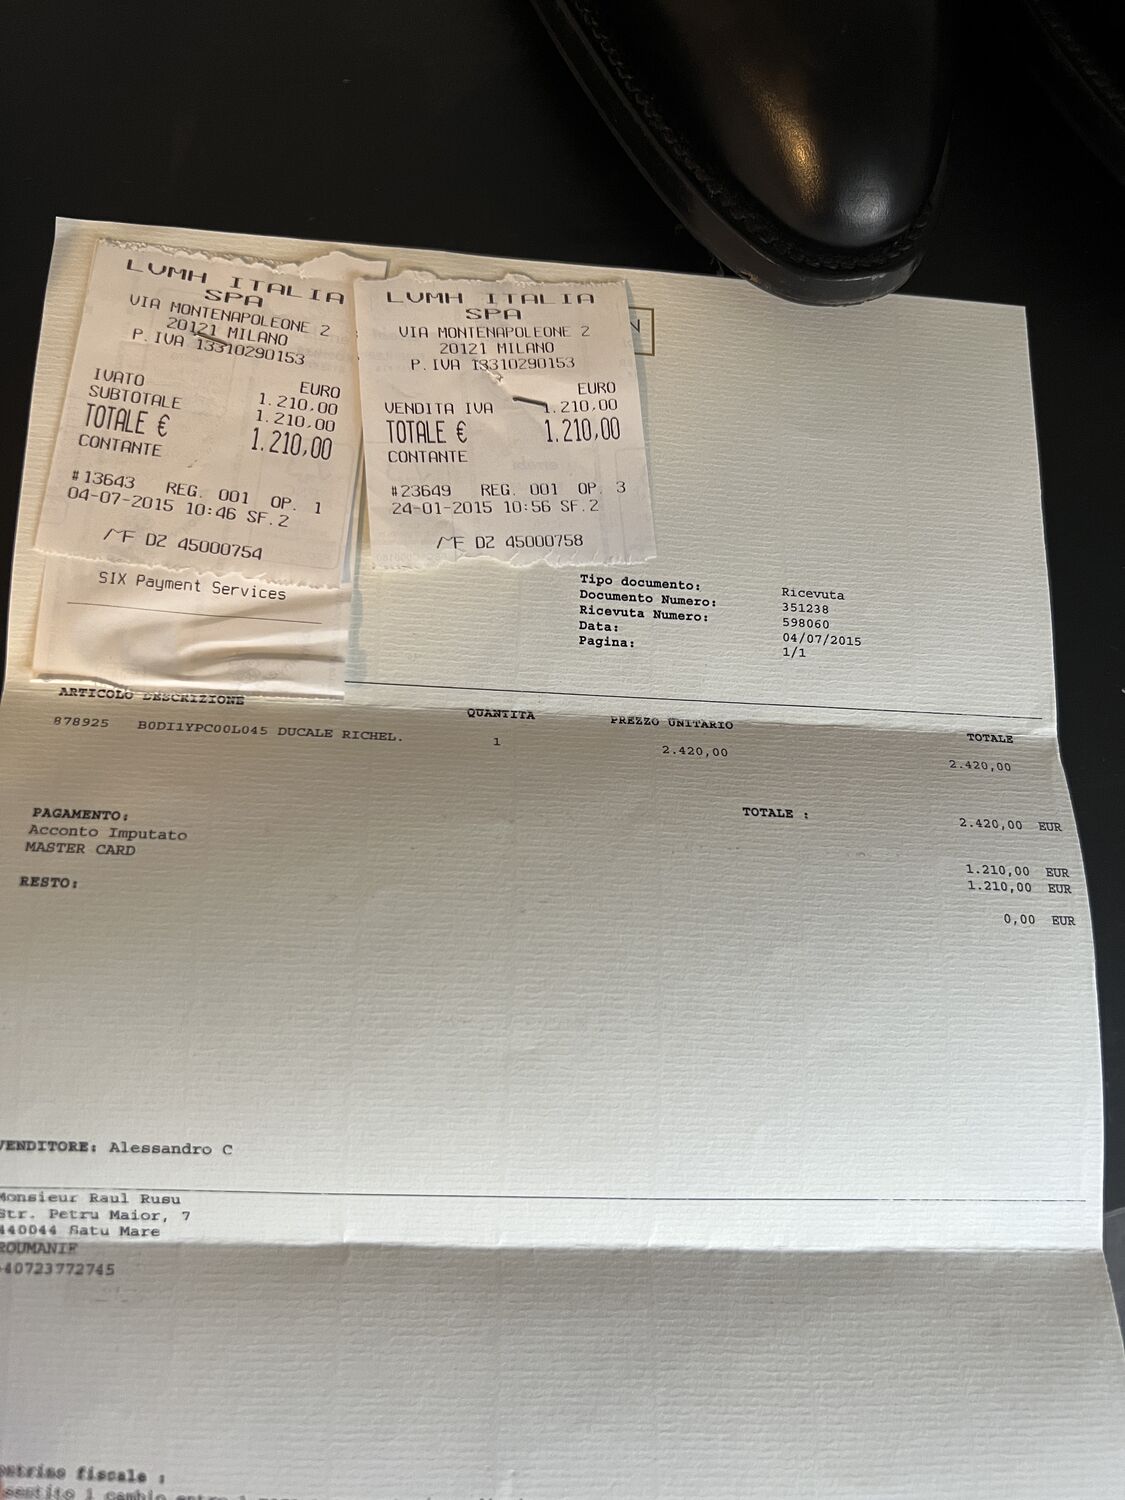 LVMH ITALIA
SPA
VIA MONTENAPOLEONE 2
20121 MILANO
P.IVA 13310290153
EURO
IVATO 1.210,00
SUBTOTALE 1.210,00
TOTALE € 1.210,00
CONTANTE
#13643 REG. 001 OP. 1
04-07-2015 10:46 SF.2
MF DZ 45000754
SIX Payment Services
LVMH ITALIA
SPA
VIA MONTENAPOLEONE 2
20121 MILANO
P.IVA 13310290153
EURO
VENDITA IVA 1.210,00
TOTALE € 1.210,00
CONTANTE
#23649 REG. 001 OP. 3
24-01-2015 10:56 SF.2
MF DZ 45000758
N
Tipo documento: Ricevuta
Documento Numero: 351238
Ricevuta Numero: 598060
Data: 04/07/2015
Pagina: 1/1
ARTICOLO DESCRIZIONE QUANTITA PREZZO UNITARIO TOTALE
878925 B0DI1YPC00L045 DUCALE RICHEL. 1 2.420,00 2.420,00
TOTALE : 2.420,00 EUR
PAGAMENTO:
Acconto Imputato 1.210,00 EUR
MASTER CARD 1.210,00 EUR
RESTO: 0,00 EUR
VENDITORE: Alessandro C
Monsieur Raul Rusu
Str. Petru Maior, 7
440044 Satu Mare
ROUMANIE
40723772745
fiscale :